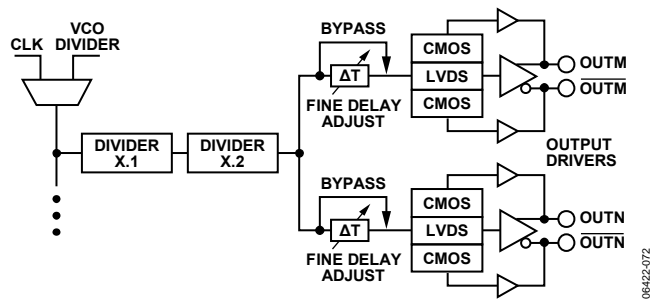 CLK
VCO
DIVIDER
DIVIDER
X.1
DIVIDER
X.2
BYPASS
ΔT
FINE DELAY
ADJUST
CMOS
LVDS
CMOS
OUTM
OUTM
OUTPUT
DRIVERS
BYPASS
ΔT
FINE DELAY
ADJUST
CMOS
LVDS
CMOS
OUTN
OUTN
06422-072